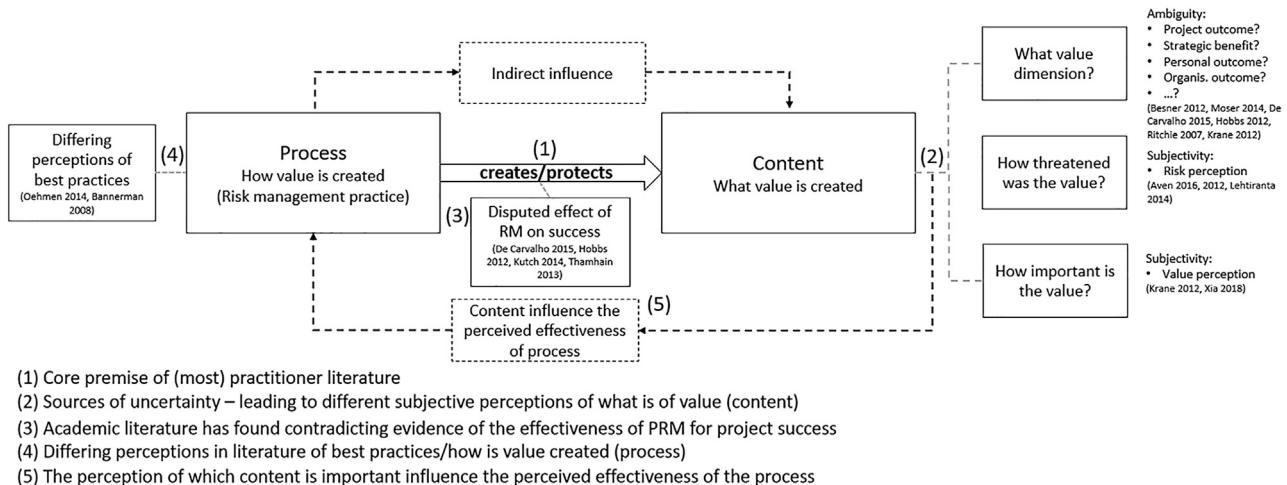 Indirect influence
Differing
perceptions of
best practices
(Oehmen 2014, Bannerman
2008)
(4)
Process
How value is created
(Risk management practice)
(1)
creates/protects
(3)
Disputed effect of
RM on success
(De Carvalho 2015, Hobbs
2012, Kutch 2014, Thamhain
2013)
Content
What value is created
(2)
What value
dimension?
Ambiguity:
• Project outcome?
• Strategic benefit?
• Personal outcome?
• Organis. outcome?
• ...?
(Besner 2012, Moser 2014, De
Carvalho 2015, Hobbs 2012,
Ritchie 2007, Krane 2012)
How threatened
was the value?
Subjectivity:
• Risk perception
(Aven 2016, 2012, Lehtiranta
2014)
How important is
the value?
Subjectivity:
• Value perception
(Krane 2012, Xia 2018)
Content influence the
perceived effectiveness
of process
(5)
(1) Core premise of (most) practitioner literature
(2) Sources of uncertainty – leading to different subjective perceptions of what is of value (content)
(3) Academic literature has found contradicting evidence of the effectiveness of PRM for project success
(4) Differing perceptions in literature of best practices/how is value created (process)
(5) The perception of which content is important influence the perceived effectiveness of the process